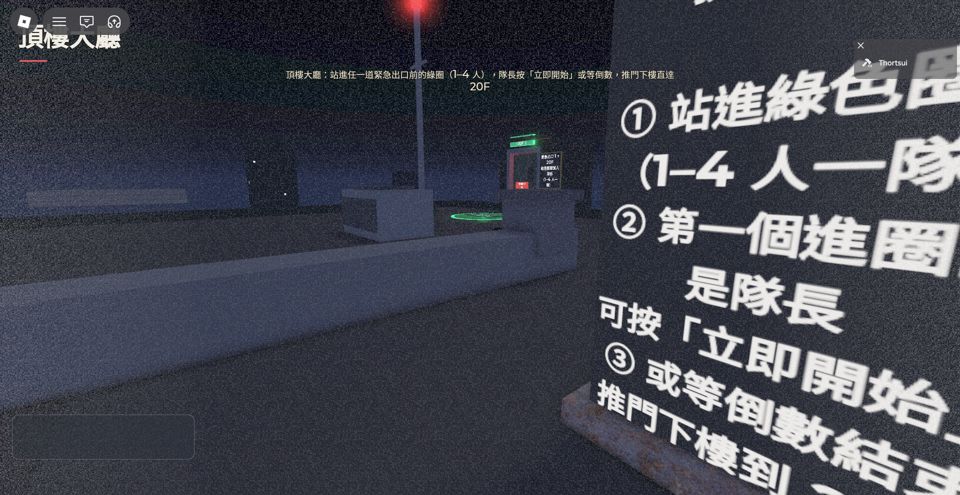 頂樓大廳
頂樓大廳：站進任一道緊急出口前的綠圈（1–4 人），隊長按「立即開始」或等倒數，推門下樓直達
20F
Thortsui
① 站進綠色圈
（1–4 人一隊
② 第一個進圈
是隊長
可按「立即開始
③ 或等倒數結束
推門下樓到